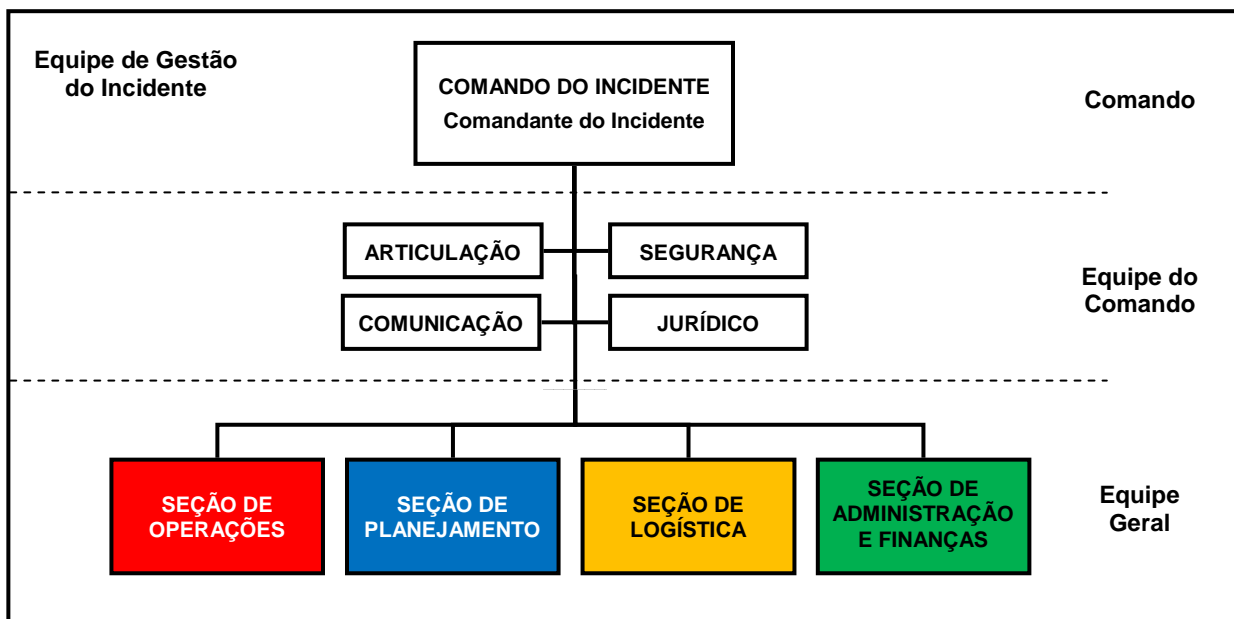 Equipe de Gestão
do Incidente
COMANDO DO INCIDENTE
Comandante do Incidente
Comando
ARTICULAÇÃO
SEGURANÇA
COMUNICAÇÃO
JURÍDICO
Equipe do
Comando
SEÇÃO DE
OPERAÇÕES
SEÇÃO DE
PLANEJAMENTO
SEÇÃO DE
LOGÍSTICA
SEÇÃO DE
ADMINISTRAÇÃO
E FINANÇAS
Equipe
Geral